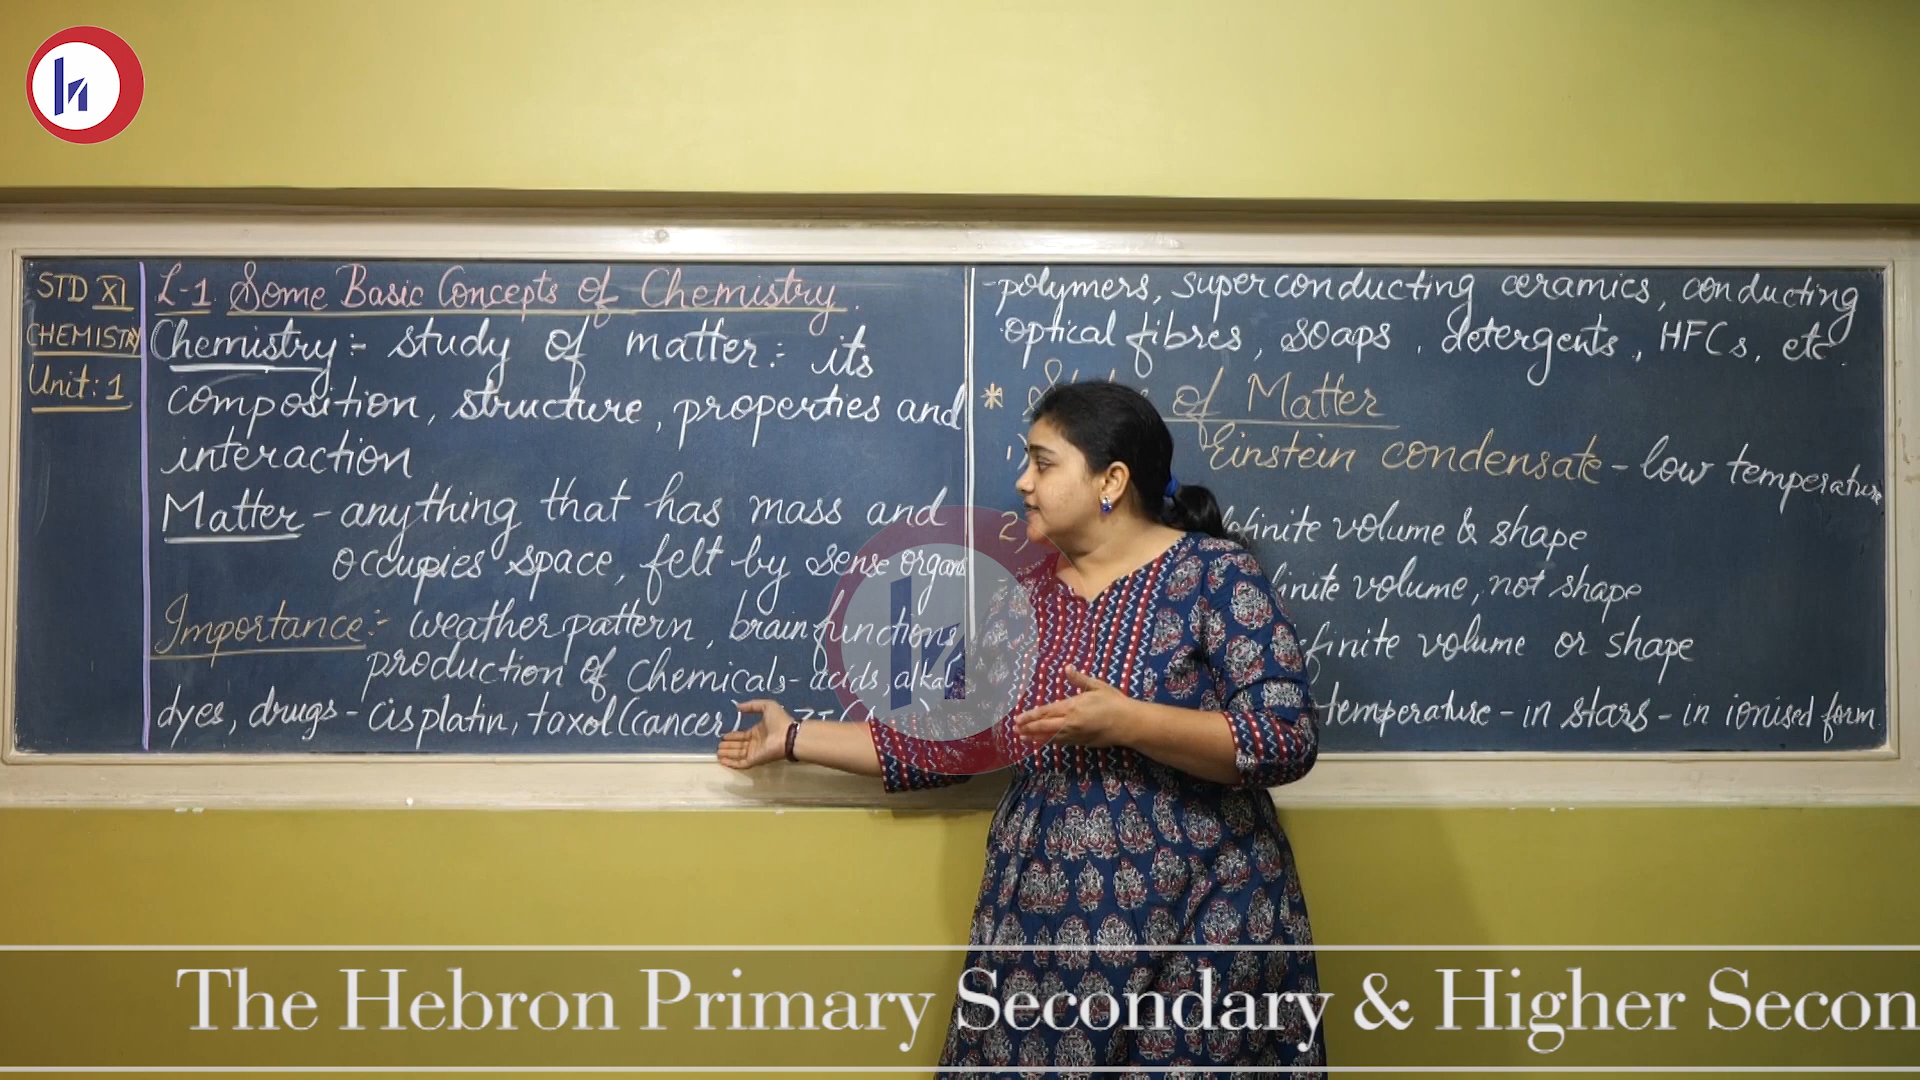 STD XI
CHEMISTRY
Unit: 1
L-1 Some Basic Concepts of Chemistry.
Chemistry:- study of matter: its
composition, structure, properties and
interaction
Matter - anything that has mass and
occupies space, felt by sense organs
Importance:- weather pattern, brain functions
production of chemicals- acids, alkal
dyes, drugs - cisplatin, taxol (cancer)
-polymers, superconducting ceramics, conducting
optical fibres, soaps, detergents, HFCs, etc.
* of Matter
1) Einstein condensate - low temperature
2) definite volume & shape
volume, not shape
volume or shape
temperature - in stars - in ionised form
h
The Hebron Primary Secondary & Higher Secon